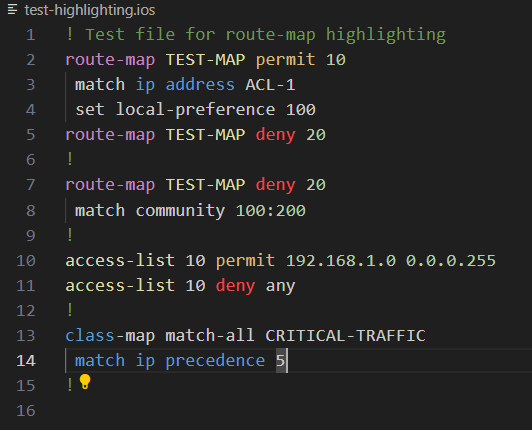 test-highlighting.ios
1 ! Test file for route-map highlighting
2 route-map TEST-MAP permit 10
3 match ip address ACL-1
4 set local-preference 100
5 route-map TEST-MAP deny 20
6 !
7 route-map TEST-MAP deny 20
8 match community 100:200
9 !
10 access-list 10 permit 192.168.1.0 0.0.0.255
11 access-list 10 deny any
12 !
13 class-map match-all CRITICAL-TRAFFIC
14 match ip precedence 5
15 !
16